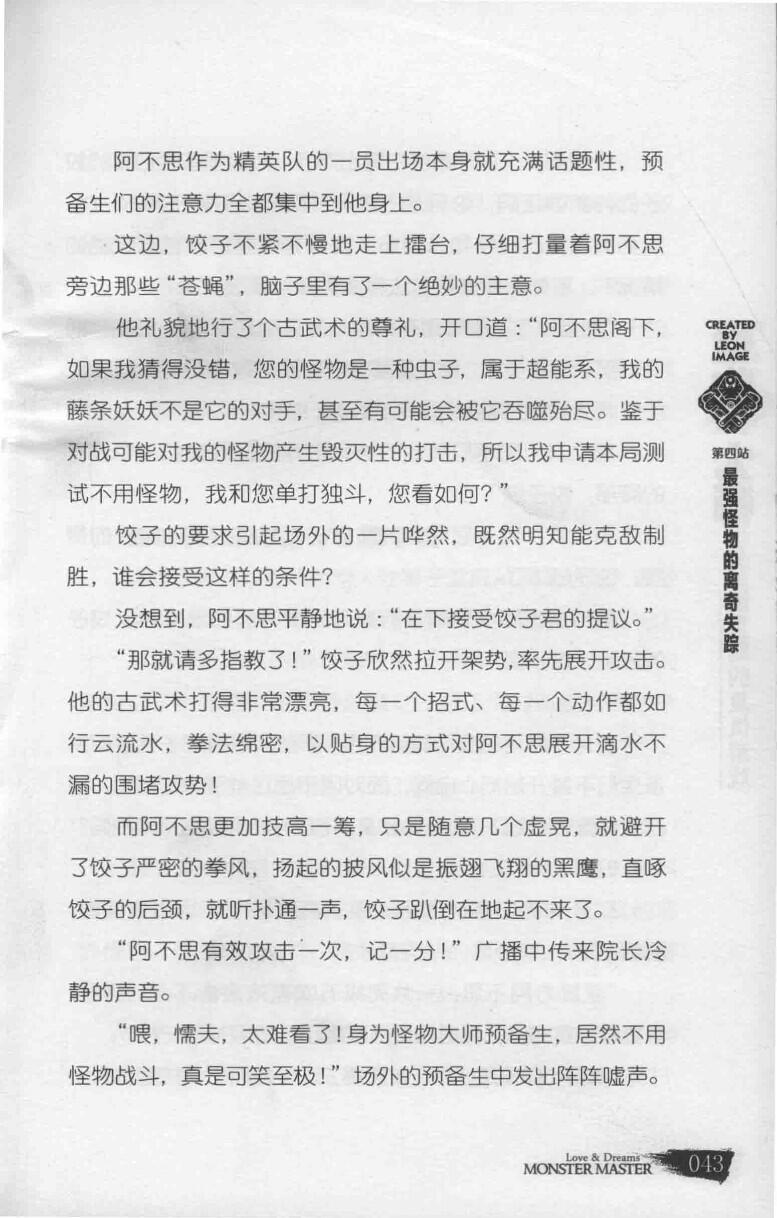 阿不思作为精英队的一员出场本身就充满话题性，预
备生们的注意力全都集中到他身上。
这边，饺子不紧不慢地走上擂台，仔细打量着阿不思
旁边那些“苍蝇”，脑子里有了一个绝妙的主意。
他礼貌地行了个古武术的尊礼，开口道：“阿不思阁下，
如果我猜得没错，您的怪物是一种虫子，属于超能系，我的
藤条妖妖不是它的对手，甚至有可能会被它吞噬殆尽。鉴于
对战可能对我的怪物产生毁灭性的打击，所以我申请本局测
试不用怪物，我和您单打独斗，您看如何？”
饺子的要求引起场外的一片哗然，既然明知能克敌制
胜，谁会接受这样的条件？
没想到，阿不思平静地说：“在下接受饺子君的提议。”
“那就请多指教了！”饺子欣然拉开架势，率先展开攻击。
他的古武术打得非常漂亮，每一个招式、每一个动作都如
行云流水，拳法绵密，以贴身的方式对阿不思展开滴水不
漏的围堵攻势！
而阿不思更加技高一筹，只是随意几个虚晃，就避开
了饺子严密的拳风，扬起的披风似是振翅飞翔的黑鹰，直啄
饺子的后颈，就听扑通一声，饺子趴倒在地起不来了。
“阿不思有效攻击一次，记一分！”广播中传来院长冷
静的声音。
“喂，懦夫，太难看了！身为怪物大师预备生，居然不用
怪物战斗，真是可笑至极！”场外的预备生中发出阵阵嘘声。
CREATED
BY
LEON
IMAGE
第四站
最强怪物的离奇失踪
Love & Dreams
MONSTER MASTER
043